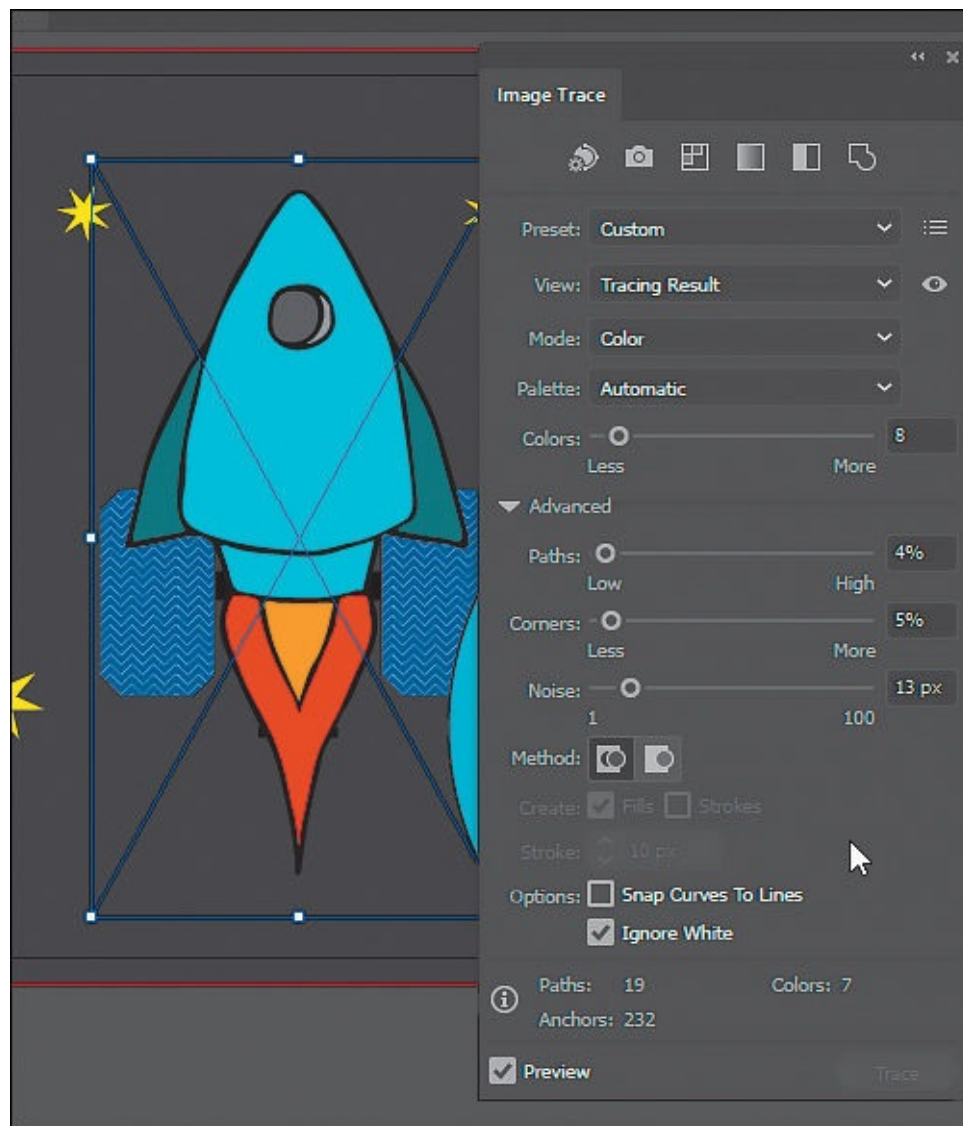 Image Trace
Preset: Custom
View: Tracing Result
Mode: Color
Palette: Automatic
Colors: 8
Less More
Advanced
Paths: 4%
Low High
Corners: 5%
Less More
Noise: 13 px
1 100
Method:
Create: Fills Strokes
Stroke: 10 px
Options: Snap Curves To Lines
Ignore White
Paths: 19 Colors: 7
Anchors: 232
Preview Trace